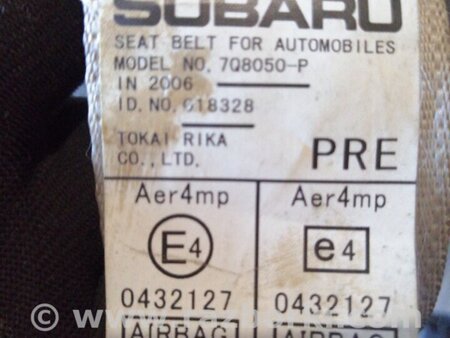 SUBARU
SEAT BELT FOR AUTOMOBILES
MODEL NO. 7Q8050-P
IN 2006
ID. NO. 618328
TOKAI RIKA
CO., LTD.
PRE
Aer4mp Aer4mp
E4 e4
0432127 0432127
AIRBAG AIRBAG